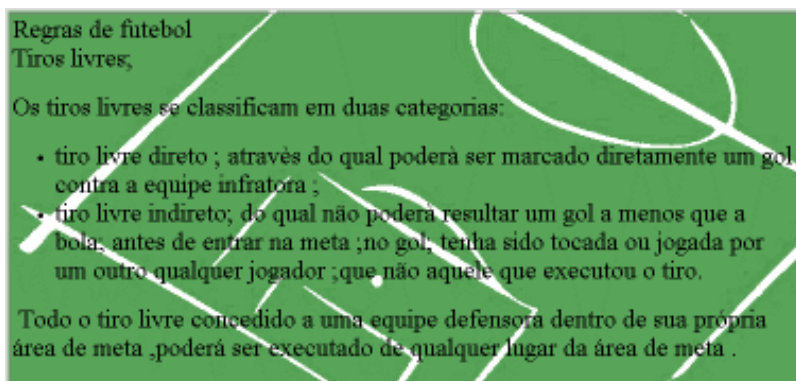 Regras de futebol
Tiros livres;
Os tiros livres se classificam em duas categorias:
• tiro livre direto ; atravès do qual poderà ser marcado diretamente um gol
contra a equipe infratora ;
• tiro livre indireto; do qual não poderà resultar um gol a menos que a
bola; antes de entrar na meta ;no gol; tenha sido tocada ou jogada por
um outro qualquer jogador ;que não aquele que executou o tiro.
Todo o tiro livre concedido a uma equipe defensora dentro de sua própria
área de meta ,poderá ser executado de qualquer lugar da área de meta .